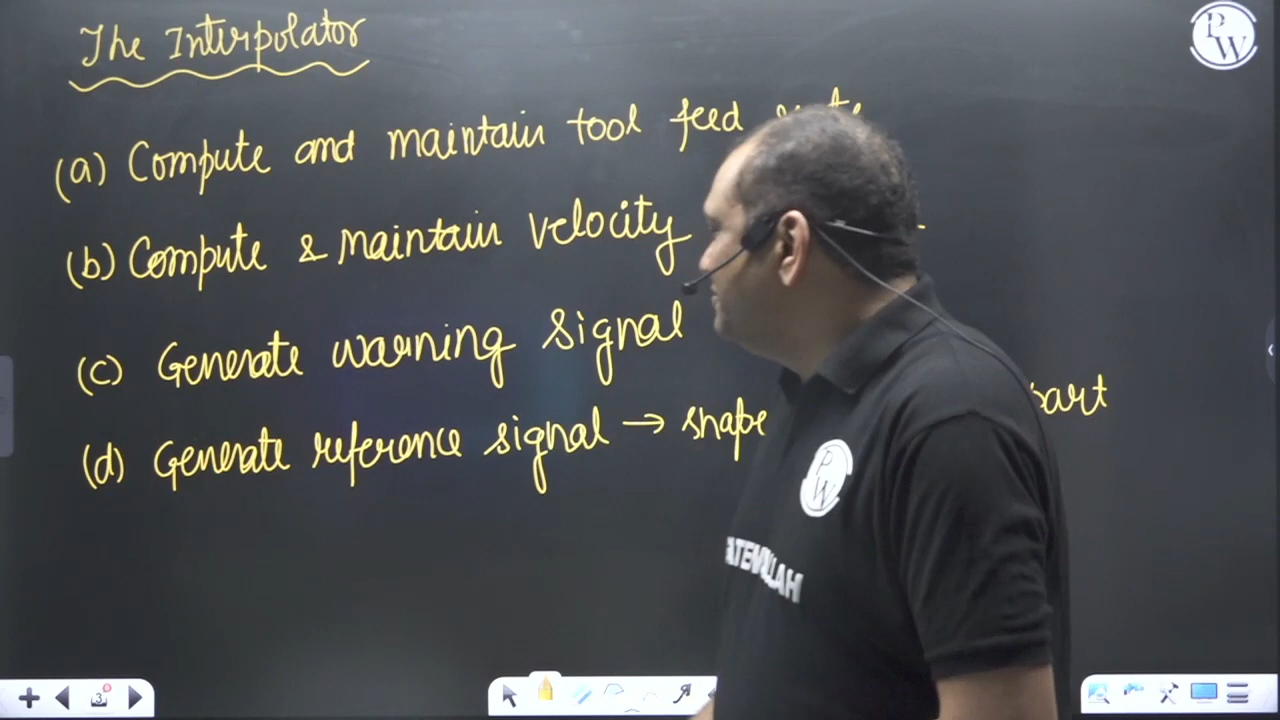 The Interpolator
(a) Compute and maintain tool feed
(b) Compute & maintain velocity
(c) Generate warning signal
(d) Generate reference signal → shape part
PW
PW